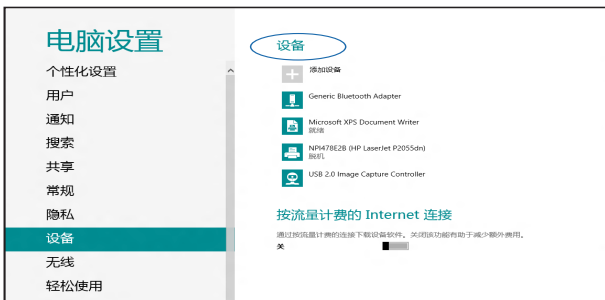 电脑设置
个性化设置
用户
通知
搜索
共享
常规
隐私
设备
无线
轻松使用
设备
添加设备
Generic Bluetooth Adapter
Microsoft XPS Document Writer
就绪
NPI478E2B (HP LaserJet P2055dn)
脱机
USB 2.0 Image Capture Controller
按流量计费的 Internet 连接
通过按流量计费的连接下载设备软件。关闭该功能有助于减少额外费用。
关